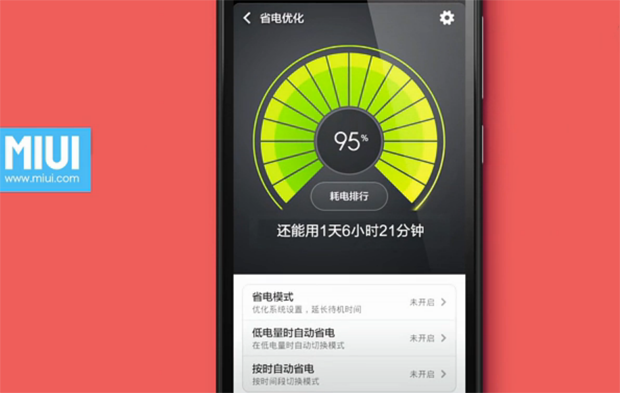 省电优化
95%
耗电排行
还能用1天6小时21分钟
MIUI
www.miui.com
省电模式
优化系统设置，延长待机时间
未开启
低电量时自动省电
在低电量时自动切换模式
未开启
按时自动省电
按时间段切换模式
未开启